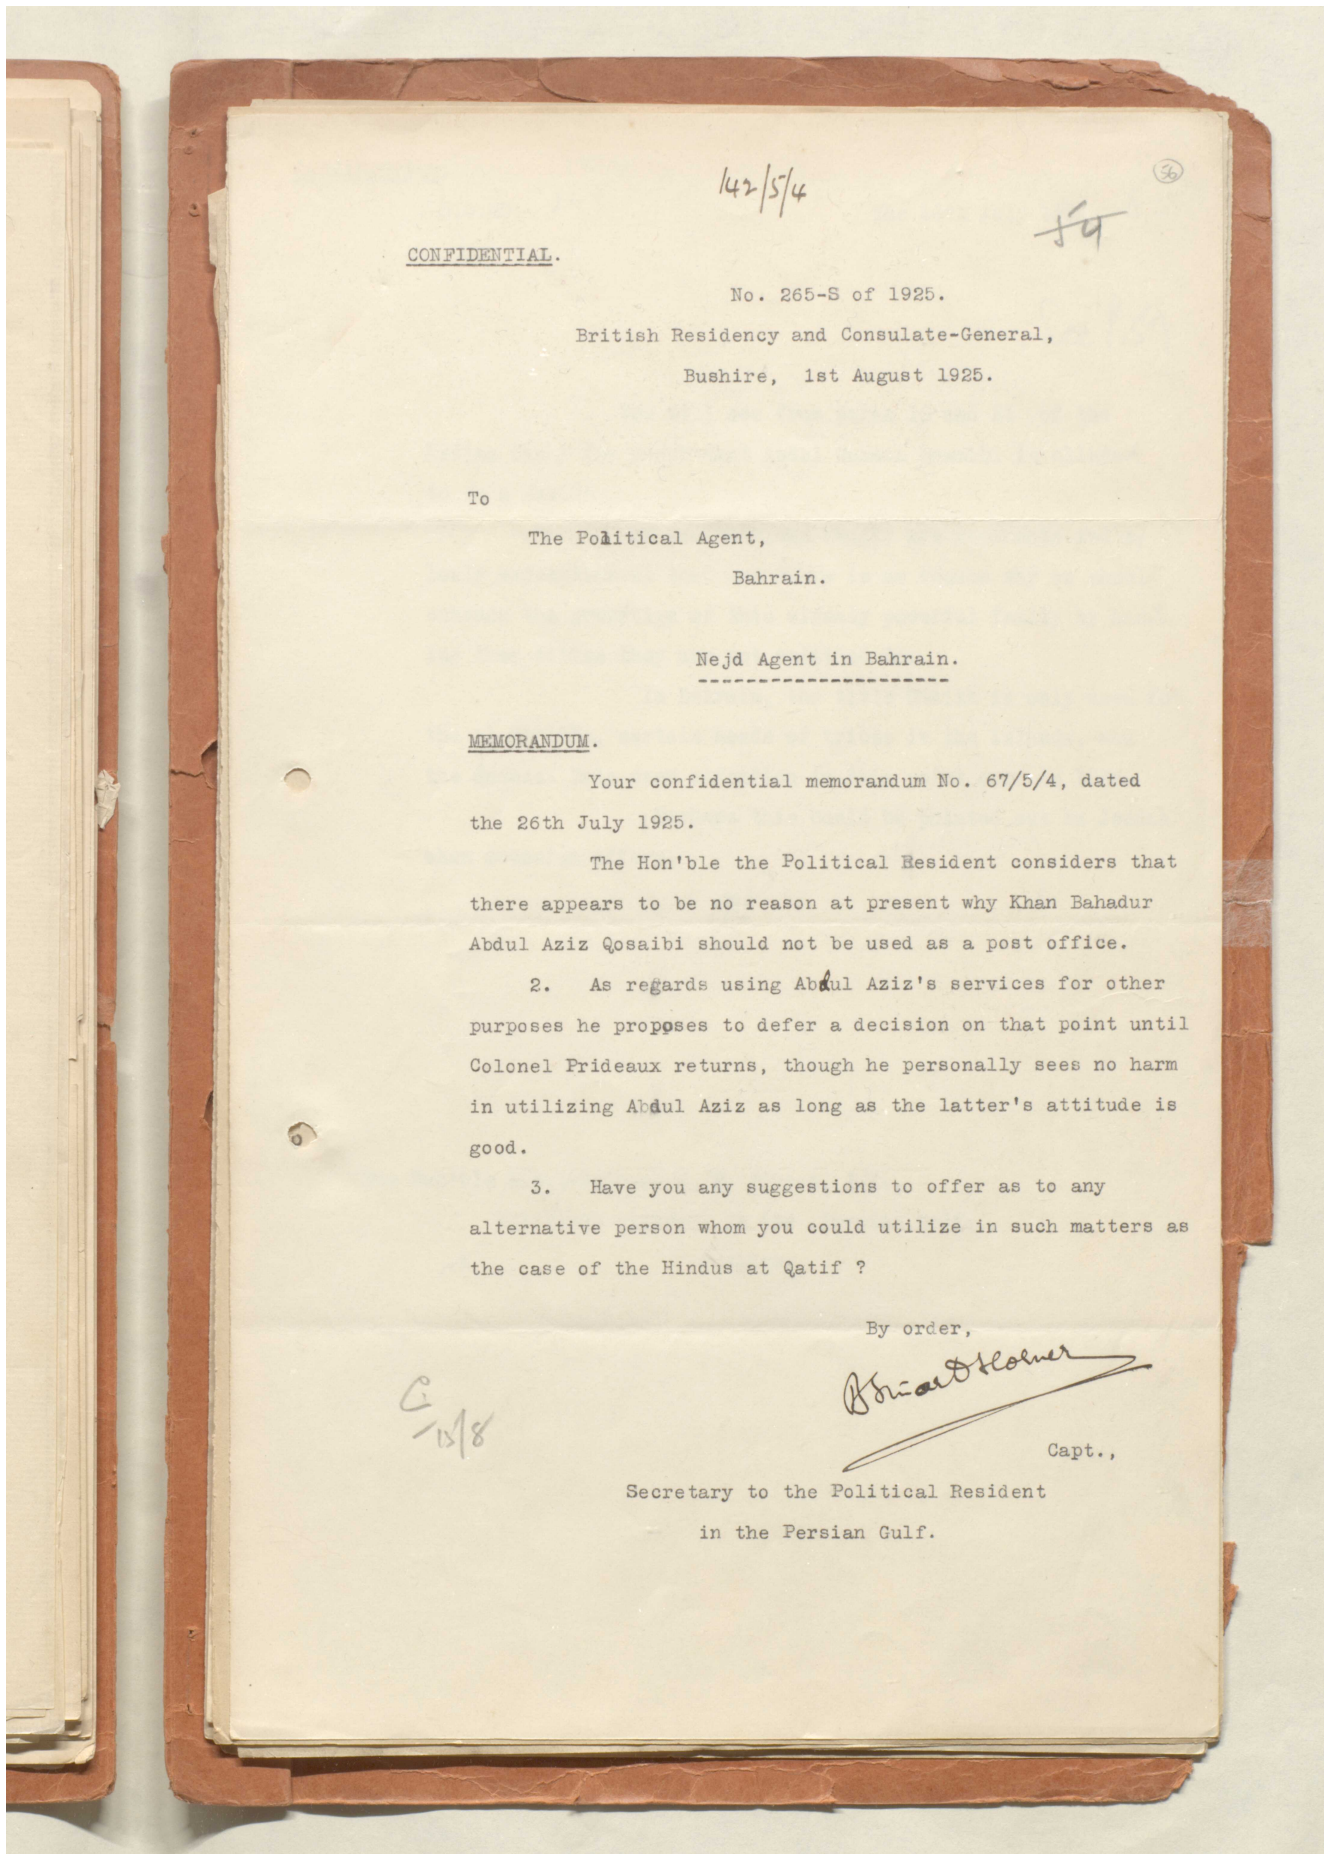 56
142/5/4
54
CONFIDENTIAL.
No. 265-S of 1925.
British Residency and Consulate-General,
Bushire, 1st August 1925.
To
The Political Agent,
Bahrain.
Nejd Agent in Bahrain.
MEMORANDUM.
Your confidential memorandum No. 67/5/4, dated
the 26th July 1925.
The Hon'ble the Political Resident considers that
there appears to be no reason at present why Khan Bahadur
Abdul Aziz Qosaibi should not be used as a post office.
2. As regards using Abdul Aziz's services for other
purposes he proposes to defer a decision on that point until
Colonel Prideaux returns, though he personally sees no harm
in utilizing Abdul Aziz as long as the latter's attitude is
good.
3. Have you any suggestions to offer as to any
alternative person whom you could utilize in such matters as
the case of the Hindus at Qatif ?
By order,
Capt.,
Secretary to the Political Resident
in the Persian Gulf.